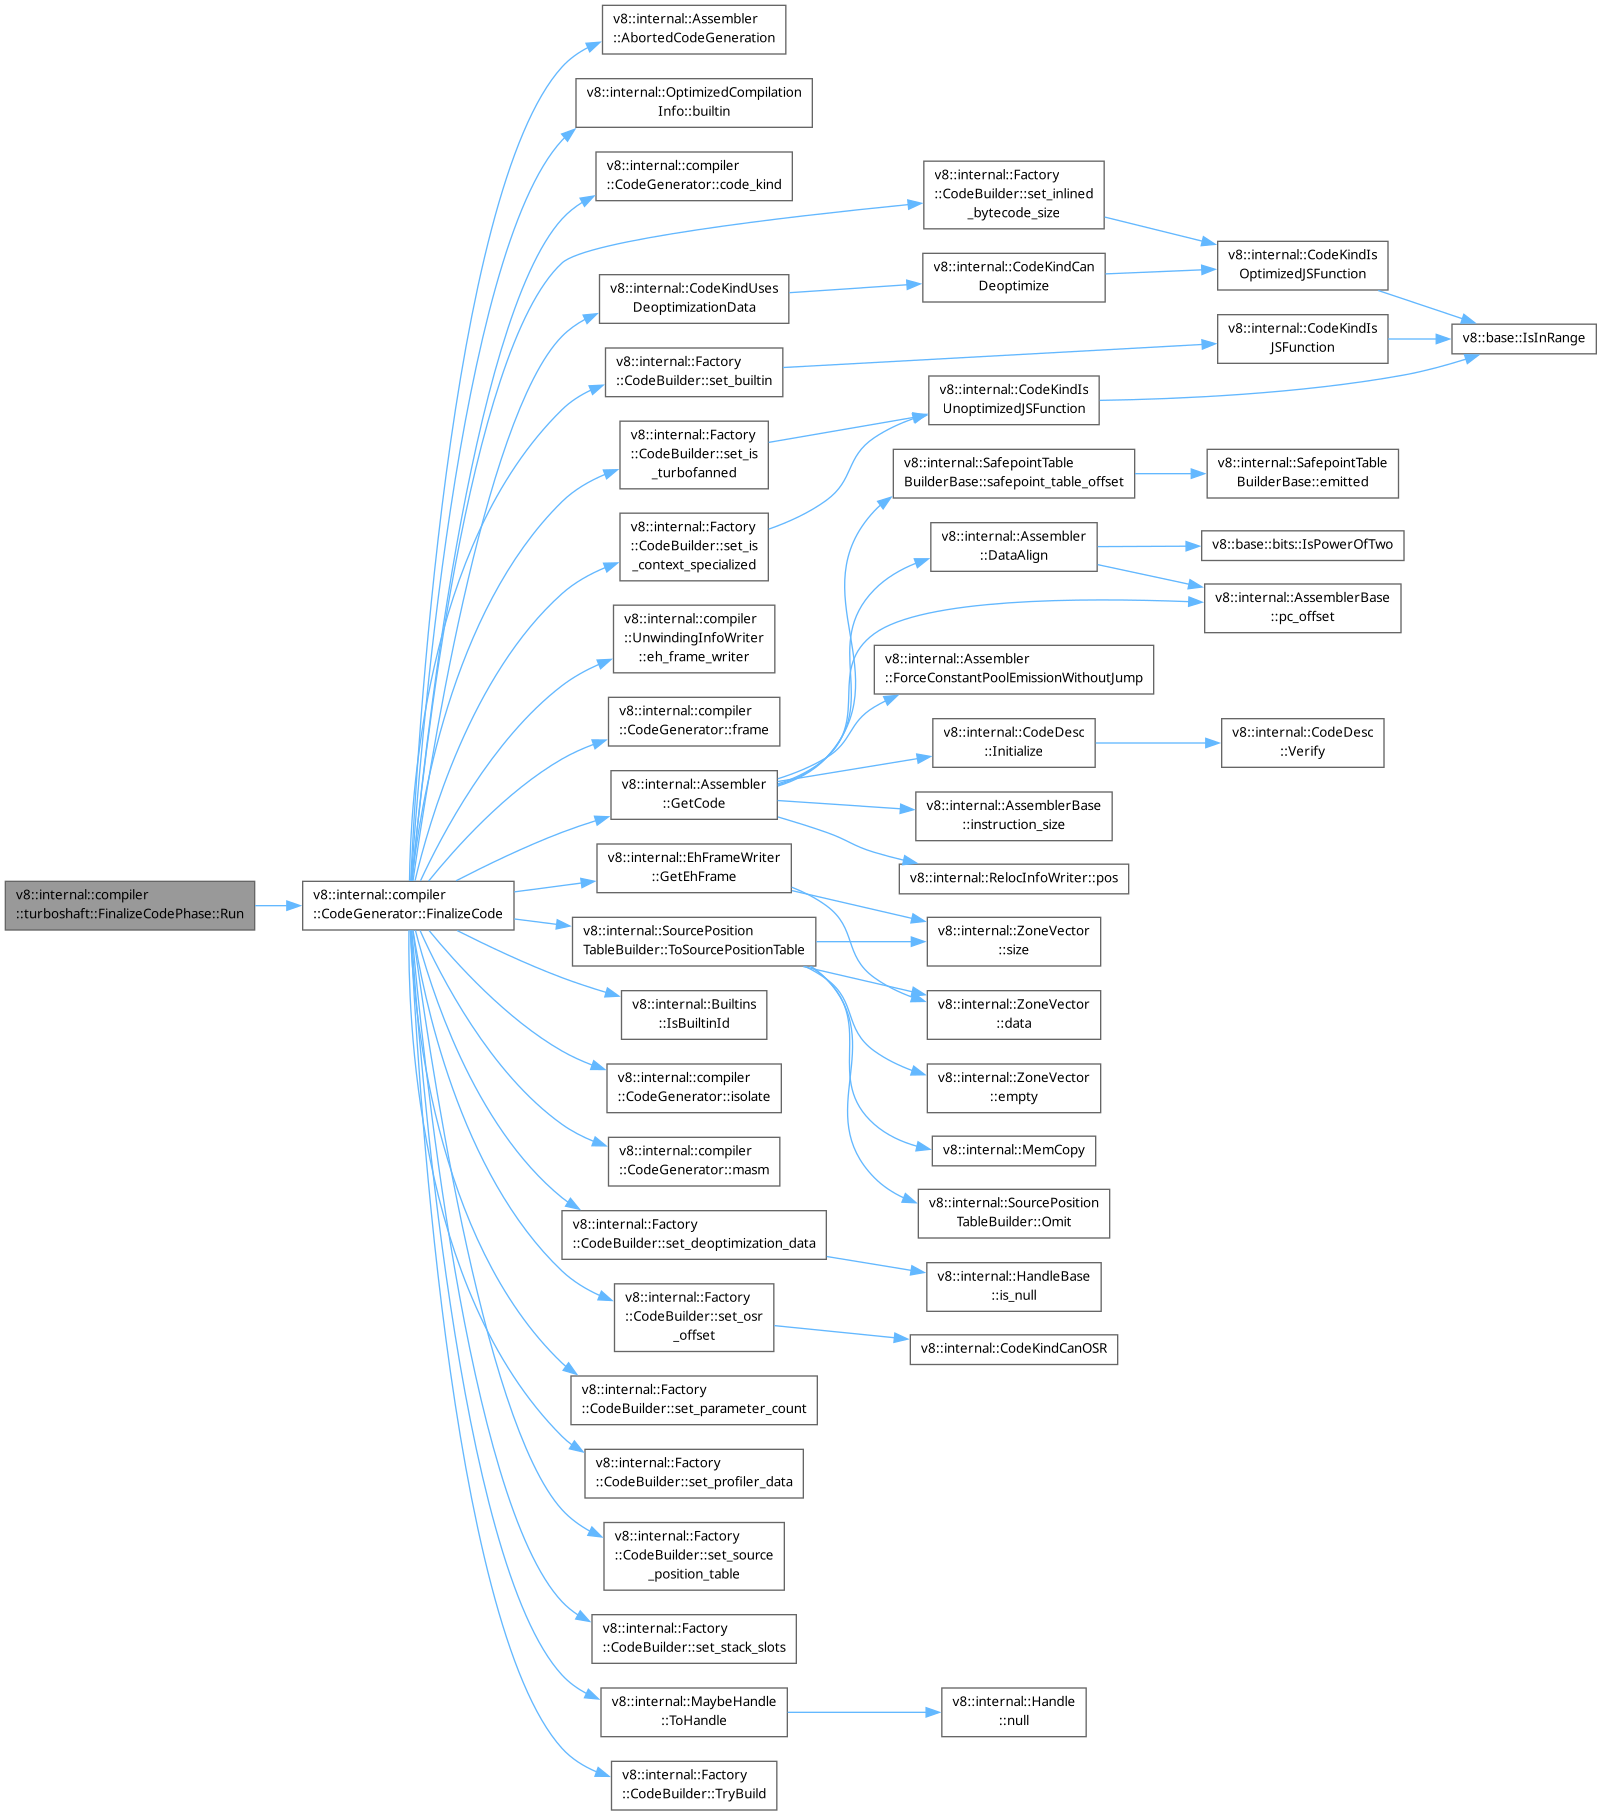 v8::internal::compiler
::turboshaft::FinalizeCodePhase::Run
v8::internal::compiler
::CodeGenerator::FinalizeCode
v8::internal::Assembler
::AbortedCodeGeneration
v8::internal::OptimizedCompilation
Info::builtin
v8::internal::compiler
::CodeGenerator::code_kind
v8::internal::CodeKindUses
DeoptimizationData
v8::internal::Factory
::CodeBuilder::set_builtin
v8::internal::Factory
::CodeBuilder::set_is
_turbofanned
v8::internal::Factory
::CodeBuilder::set_is
_context_specialized
v8::internal::compiler
::UnwindingInfoWriter
::eh_frame_writer
v8::internal::compiler
::CodeGenerator::frame
v8::internal::Assembler
::GetCode
v8::internal::EhFrameWriter
::GetEhFrame
v8::internal::SourcePosition
TableBuilder::ToSourcePositionTable
v8::internal::Builtins
::IsBuiltinId
v8::internal::compiler
::CodeGenerator::isolate
v8::internal::compiler
::CodeGenerator::masm
v8::internal::Factory
::CodeBuilder::set_deoptimization_data
v8::internal::Factory
::CodeBuilder::set_osr
_offset
v8::internal::Factory
::CodeBuilder::set_parameter_count
v8::internal::Factory
::CodeBuilder::set_profiler_data
v8::internal::Factory
::CodeBuilder::set_source
_position_table
v8::internal::Factory
::CodeBuilder::set_stack_slots
v8::internal::MaybeHandle
::ToHandle
v8::internal::Factory
::CodeBuilder::TryBuild
v8::internal::Factory
::CodeBuilder::set_inlined
_bytecode_size
v8::internal::CodeKindCan
Deoptimize
v8::internal::CodeKindIs
UnoptimizedJSFunction
v8::internal::SafepointTable
BuilderBase::safepoint_table_offset
v8::internal::Assembler
::DataAlign
v8::internal::Assembler
::ForceConstantPoolEmissionWithoutJump
v8::internal::CodeDesc
::Initialize
v8::internal::AssemblerBase
::instruction_size
v8::internal::RelocInfoWriter::pos
v8::internal::ZoneVector
::size
v8::internal::ZoneVector
::data
v8::internal::ZoneVector
::empty
v8::internal::MemCopy
v8::internal::SourcePosition
TableBuilder::Omit
v8::internal::HandleBase
::is_null
v8::internal::CodeKindCanOSR
v8::internal::Handle
::null
v8::internal::CodeKindIs
OptimizedJSFunction
v8::internal::CodeKindIs
JSFunction
v8::internal::SafepointTable
BuilderBase::emitted
v8::base::bits::IsPowerOfTwo
v8::internal::AssemblerBase
::pc_offset
v8::internal::CodeDesc
::Verify
v8::base::IsInRange